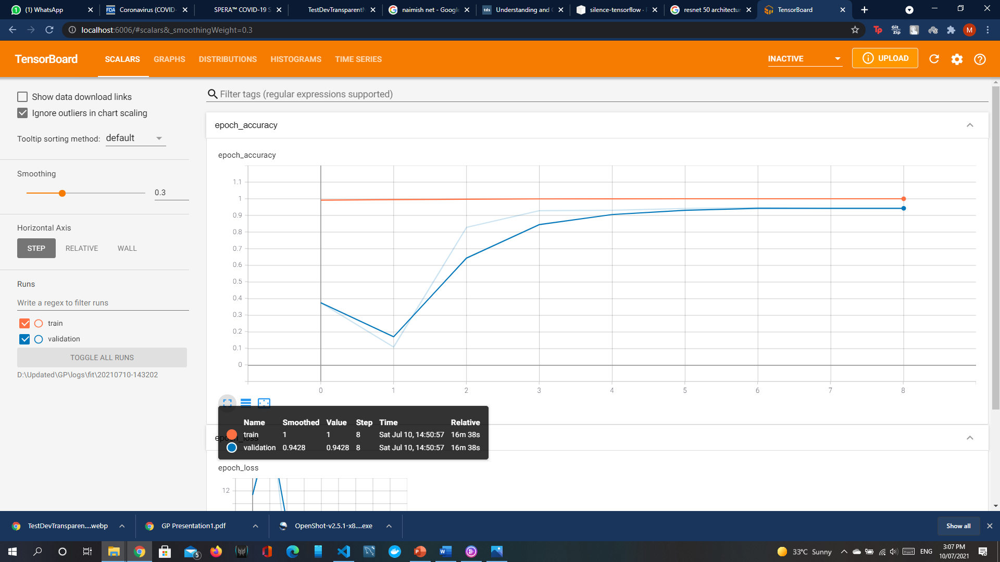 (1) WhatsApp
Coronavirus (COVID-
SPERA™ COVID-19 S
TestDevTransparent
naimish net - Google
tds Understanding and
silence-tensorflow ·
resnet 50 architectur
TensorBoard
localhost:6006/#scalars&_smoothingWeight=0.3
TensorBoard SCALARS GRAPHS DISTRIBUTIONS HISTOGRAMS TIME SERIES INACTIVE UPLOAD
Show data download links
Ignore outliers in chart scaling
Tooltip sorting method: default
Smoothing
0.3
Horizontal Axis
STEP RELATIVE WALL
Runs
Write a regex to filter runs
train
validation
TOGGLE ALL RUNS
D:\Updated\GP\logs\fit\20210710-143202
Filter tags (regular expressions supported)
epoch_accuracy
epoch_accuracy
1.1
1
0.9
0.8
0.7
0.6
0.5
0.4
0.3
0.2
0.1
0
0 1 2 3 4 5 6 7 8
Name Smoothed Value Step Time Relative
train 1 1 8 Sat Jul 10, 14:50:57 16m 38s
validation 0.9428 0.9428 8 Sat Jul 10, 14:50:57 16m 38s
epoch_loss
epoch_loss
12
TestDevTransparen....webp
GP Presentation1.pdf
OpenShot-v2.5.1-x8....exe
Show all
5
33°C Sunny
ENG
3:07 PM
10/07/2021